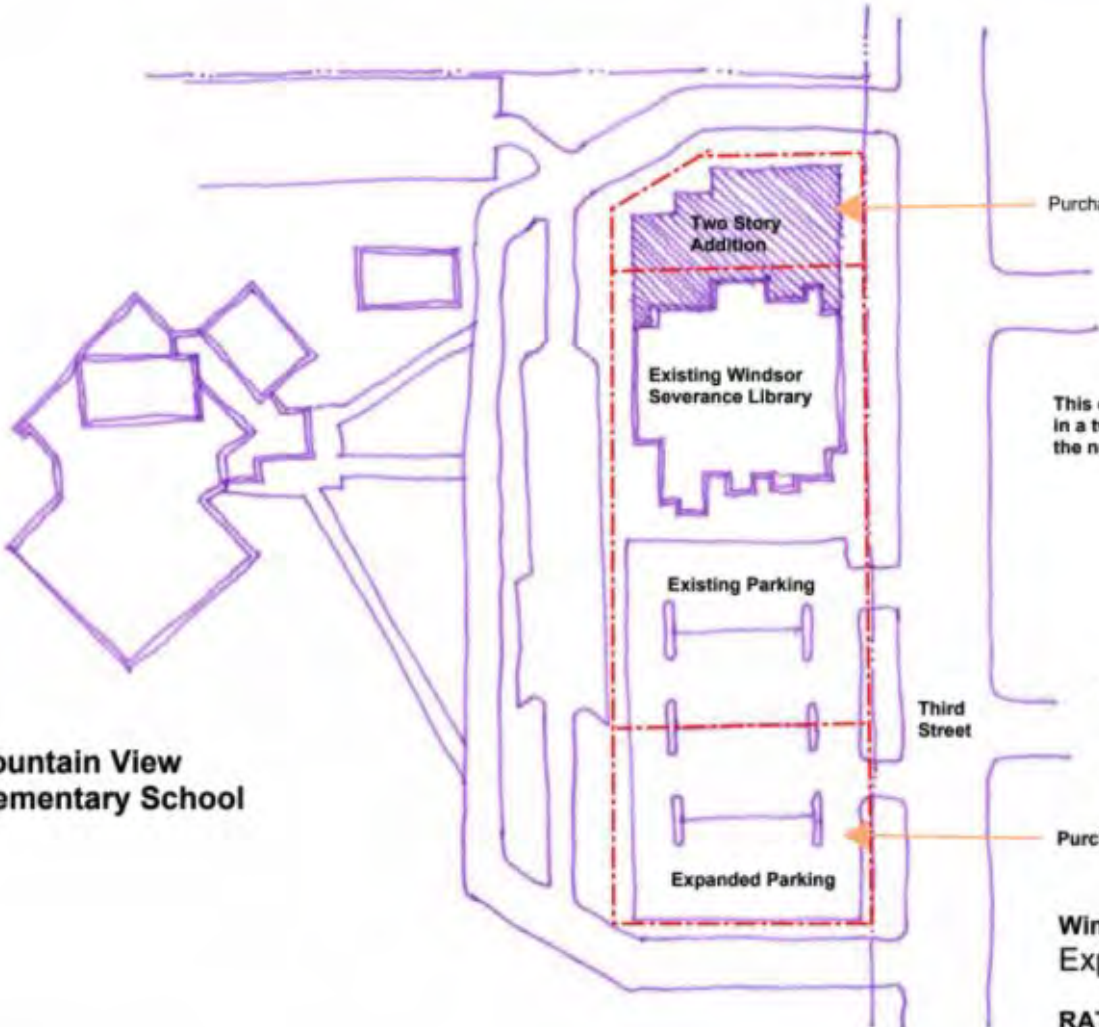 Two Story
Addition
Purcha
Existing Windsor
Severance Library
This
in a t
the n
Existing Parking
Third
Street
ountain View
ementary School
Purc
Expanded Parking
Win
Exp
RAT